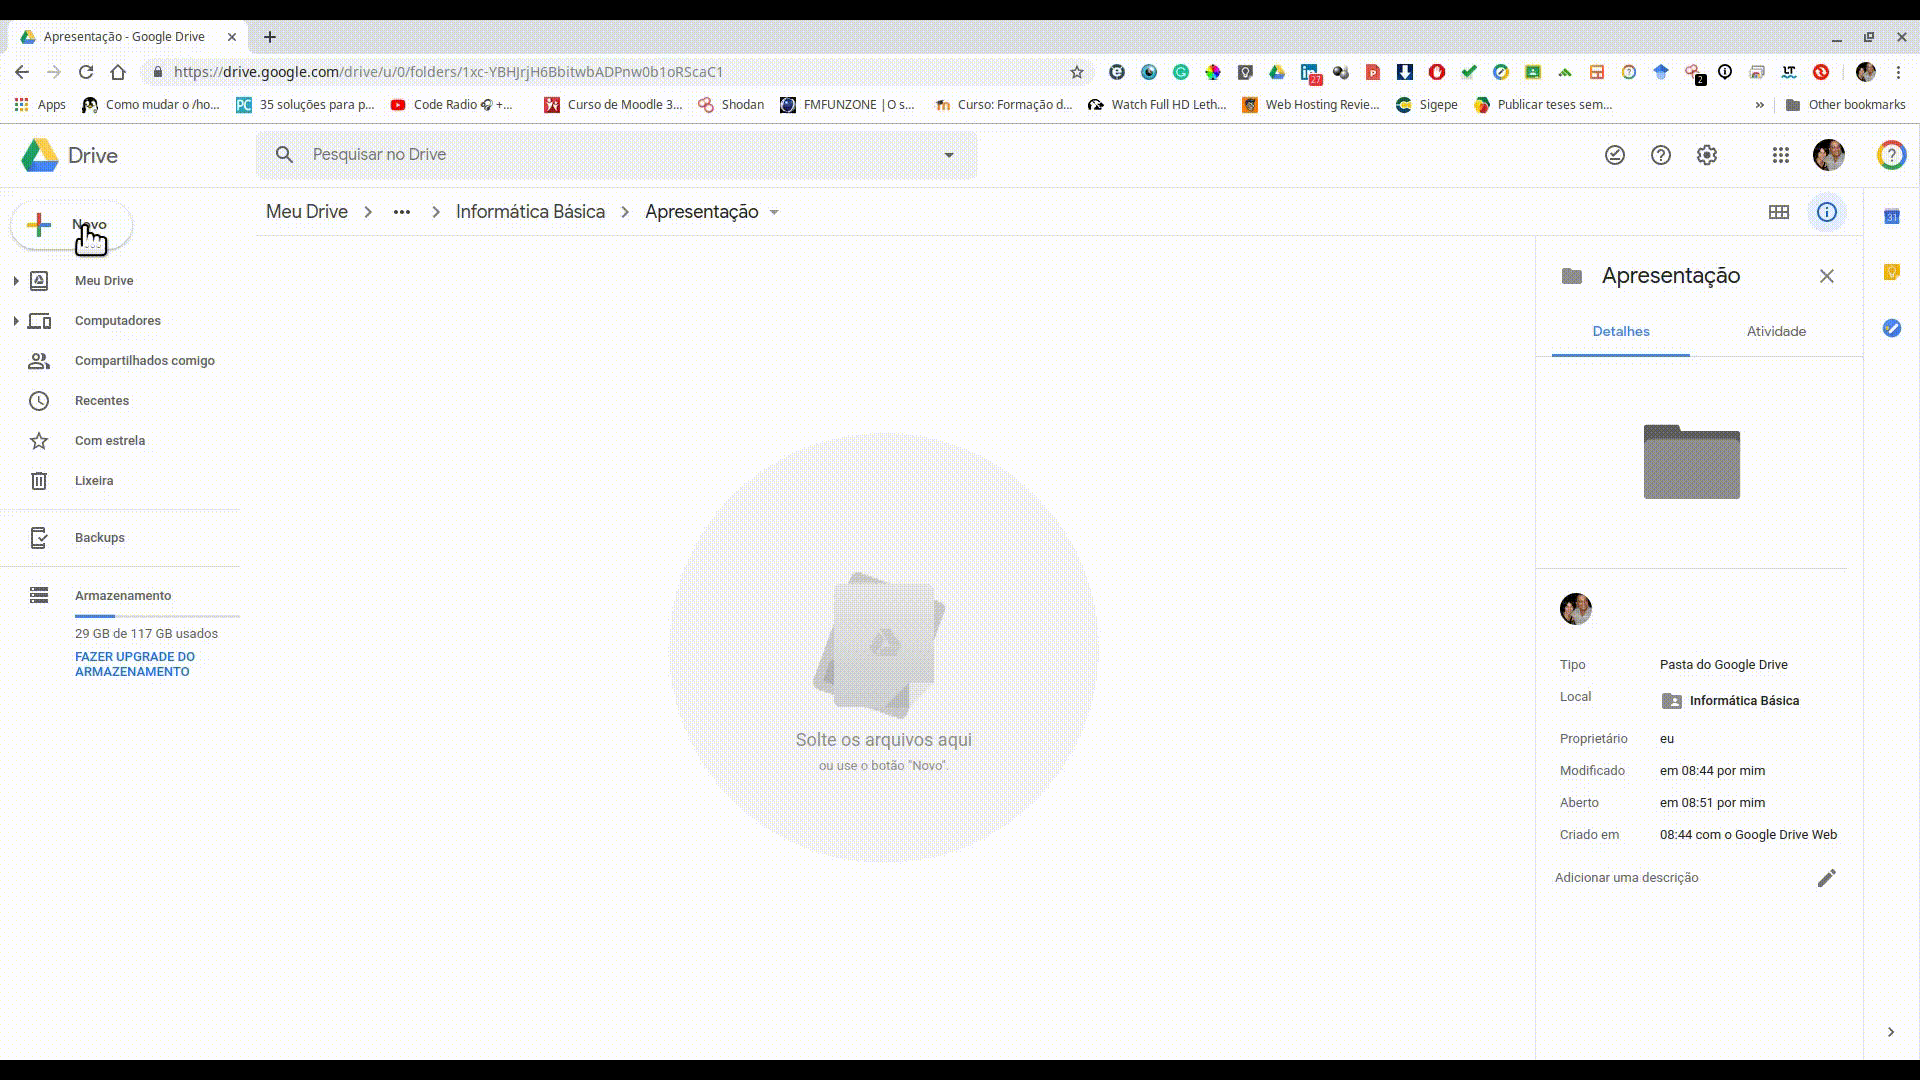 Apresentação - Google Drive
https://drive.google.com/drive/u/0/folders/1xc-YBHJrjH6BbitwbADPnw0b1oRScaC1
27
2
Apps Como mudar o /ho... 35 soluções para p... Code Radio 🎧 +... Curso de Moodle 3... Shodan FMFUNZONE | O s... Curso: Formação d... Watch Full HD Leth... Web Hosting Revie... Sigepe Publicar teses sem... » Other bookmarks
Drive
Pesquisar no Drive
Novo
Meu Drive > ... > Informática Básica > Apresentação
31
Meu Drive
Computadores
Compartilhados comigo
Recentes
Com estrela
Lixeira
Backups
Armazenamento
29 GB de 117 GB usados
FAZER UPGRADE DO
ARMAZENAMENTO
Solte os arquivos aqui
ou use o botão "Novo".
Apresentação
Detalhes Atividade
Tipo Pasta do Google Drive
Local Informática Básica
Proprietário eu
Modificado em 08:44 por mim
Aberto em 08:51 por mim
Criado em 08:44 com o Google Drive Web
Adicionar uma descrição